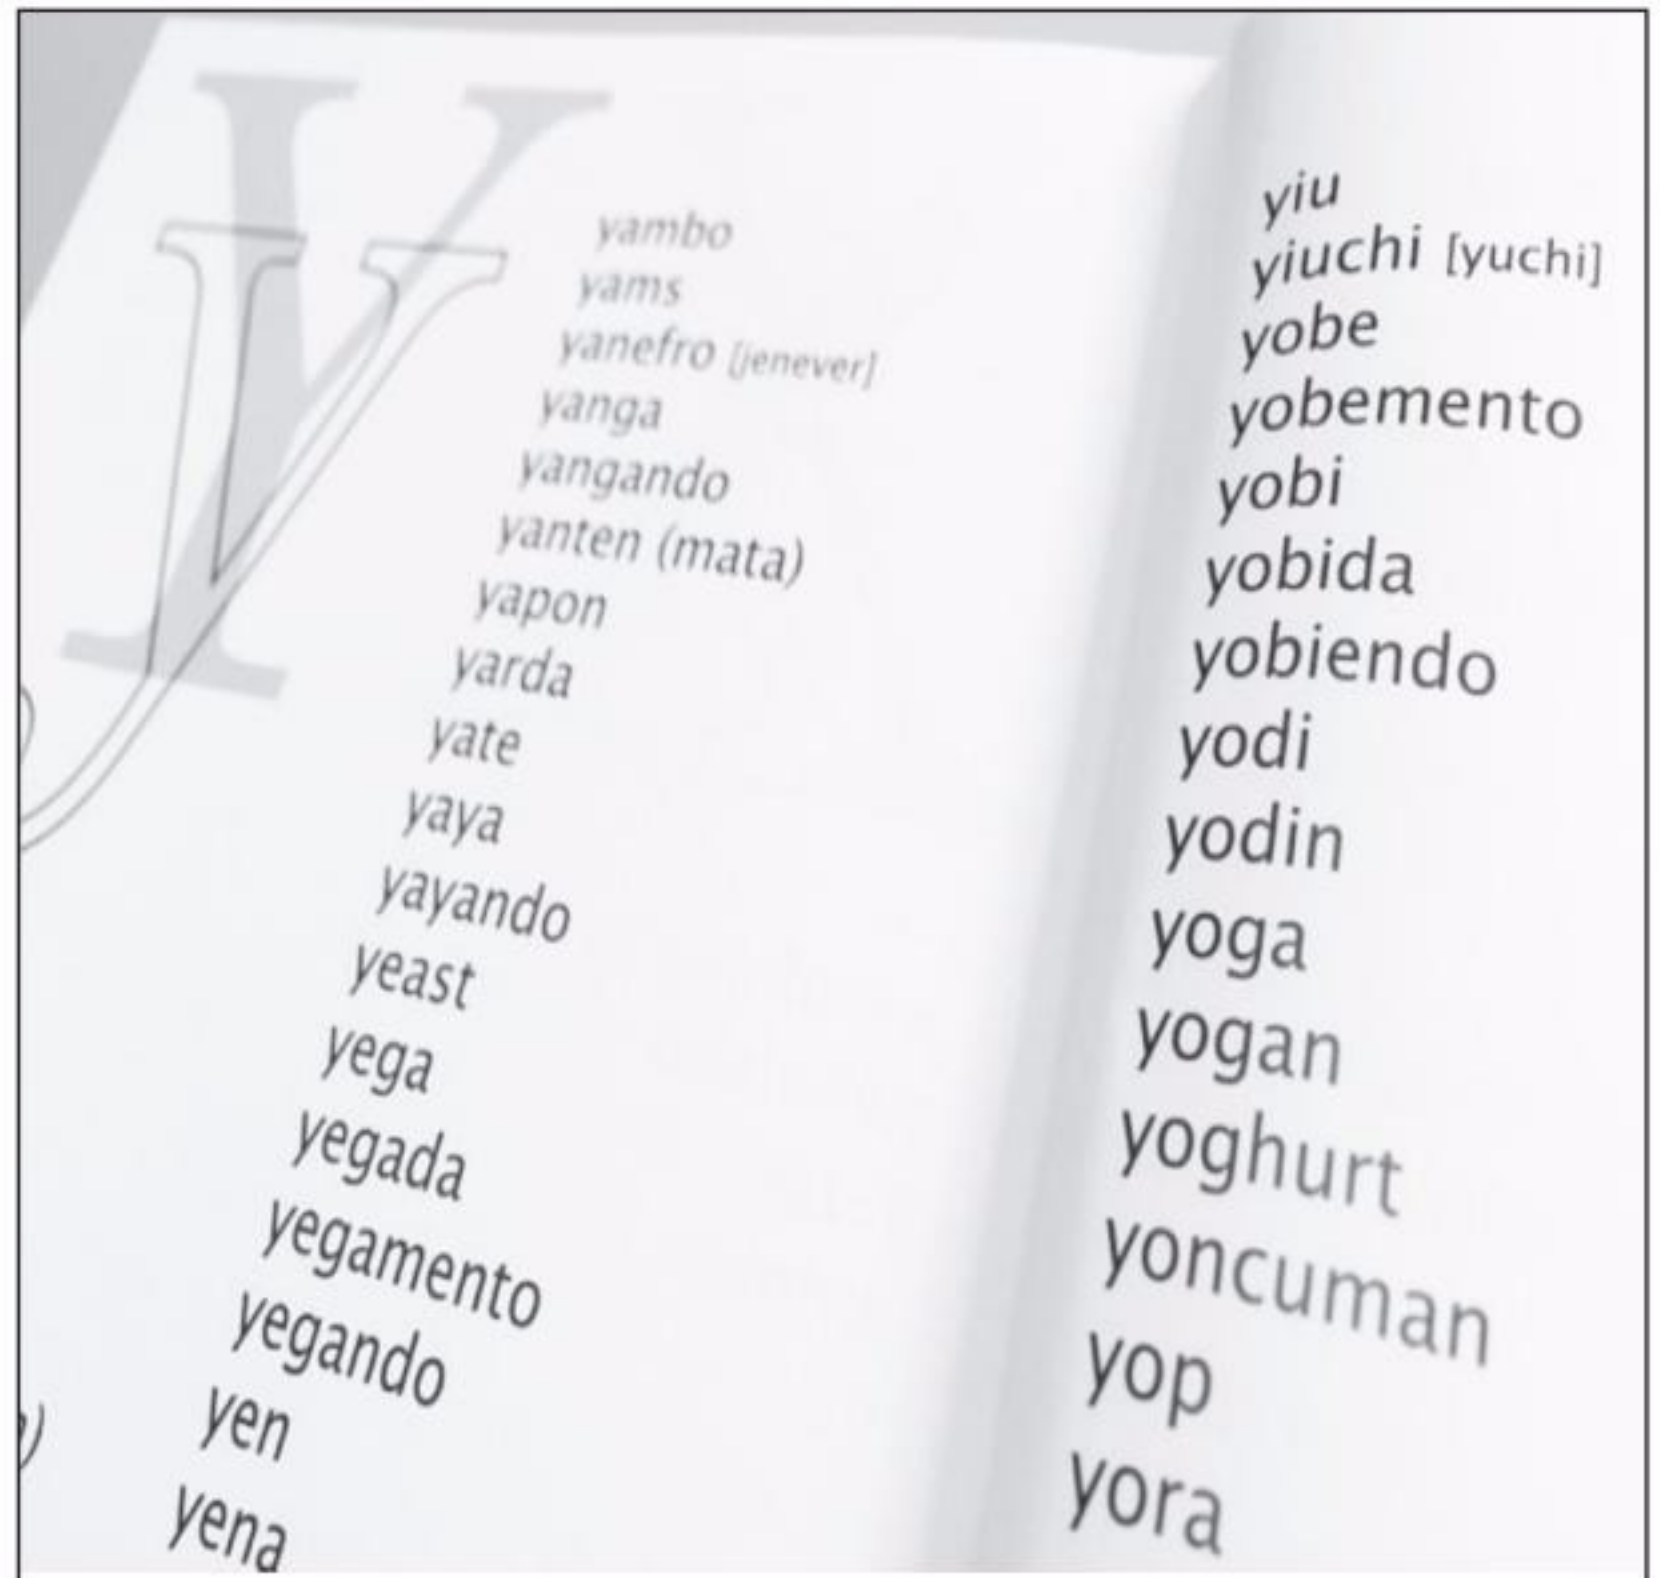 Y
y
yambo
yams
yanefro [jenever]
yanga
yangando
yanten (mata)
yapon
yarda
yate
yaya
yayando
yeast
yega
yegada
yegamento
yegando
yen
yena
yiu
yiuchi [yuchi]
yobe
yobemento
yobi
yobida
yobiendo
yodi
yodin
yoga
yogan
yoghurt
yoncuman
yop
yora